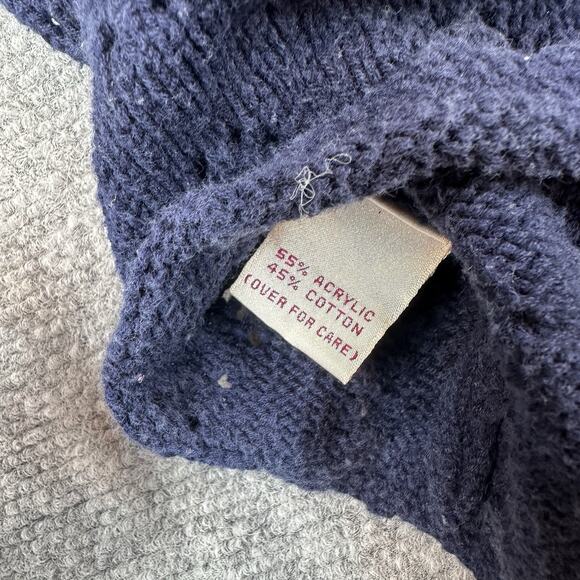 55% ACRYLIC
45% COTTON
(OVER FOR CARE)